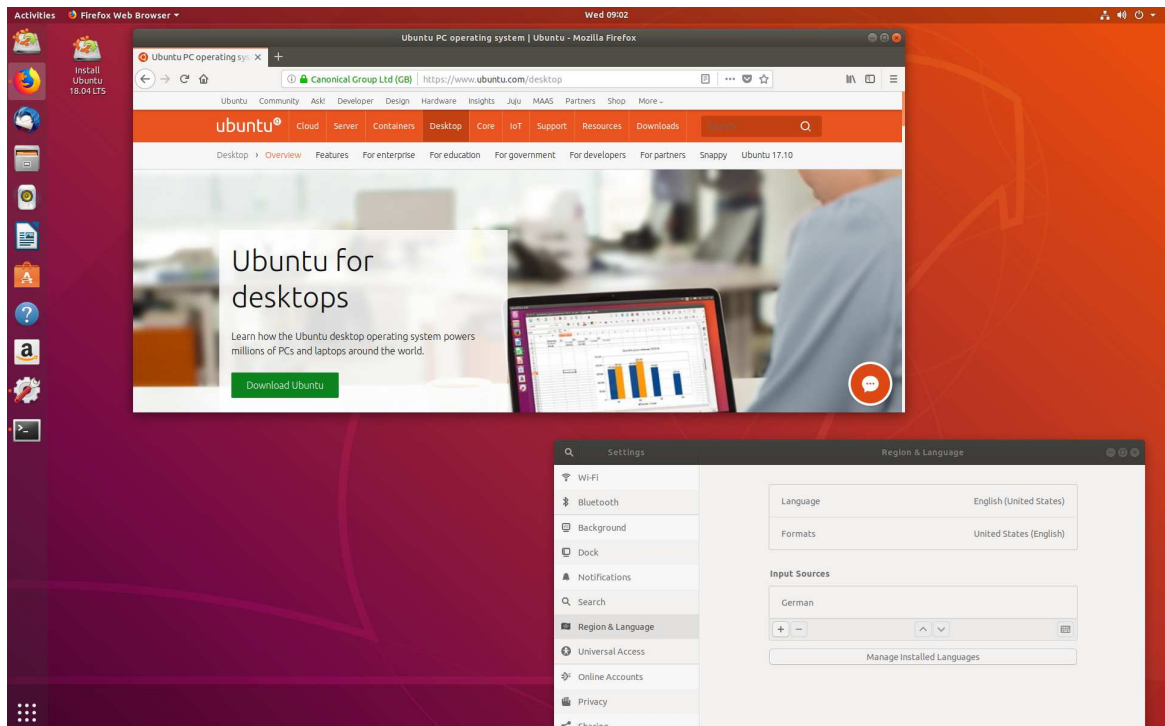 Activities Firefox Web Browser Wed 09:02
Install
Ubuntu
18.04 LTS
Ubuntu PC operating system | Ubuntu - Mozilla Firefox
Ubuntu PC operating sys
Canonical Group Ltd (GB) https://www.ubuntu.com/desktop
Ubuntu Community Ask! Developer Design Hardware Insights Juju MAAS Partners Shop More
ubuntu Cloud Server Containers Desktop Core IoT Support Resources Downloads
Desktop › Overview Features For enterprise For education For government For developers For partners Snappy Ubuntu 17.10
Ubuntu for
desktops
Learn how the Ubuntu desktop operating system powers
millions of PCs and laptops around the world.
Download Ubuntu
Settings Region & Language
Wi-Fi
Bluetooth
Background
Dock
Notifications
Search
Region & Language
Universal Access
Online Accounts
Privacy
Sharing
Language English (United States)
Formats United States (English)
Input Sources
German
Manage Installed Languages